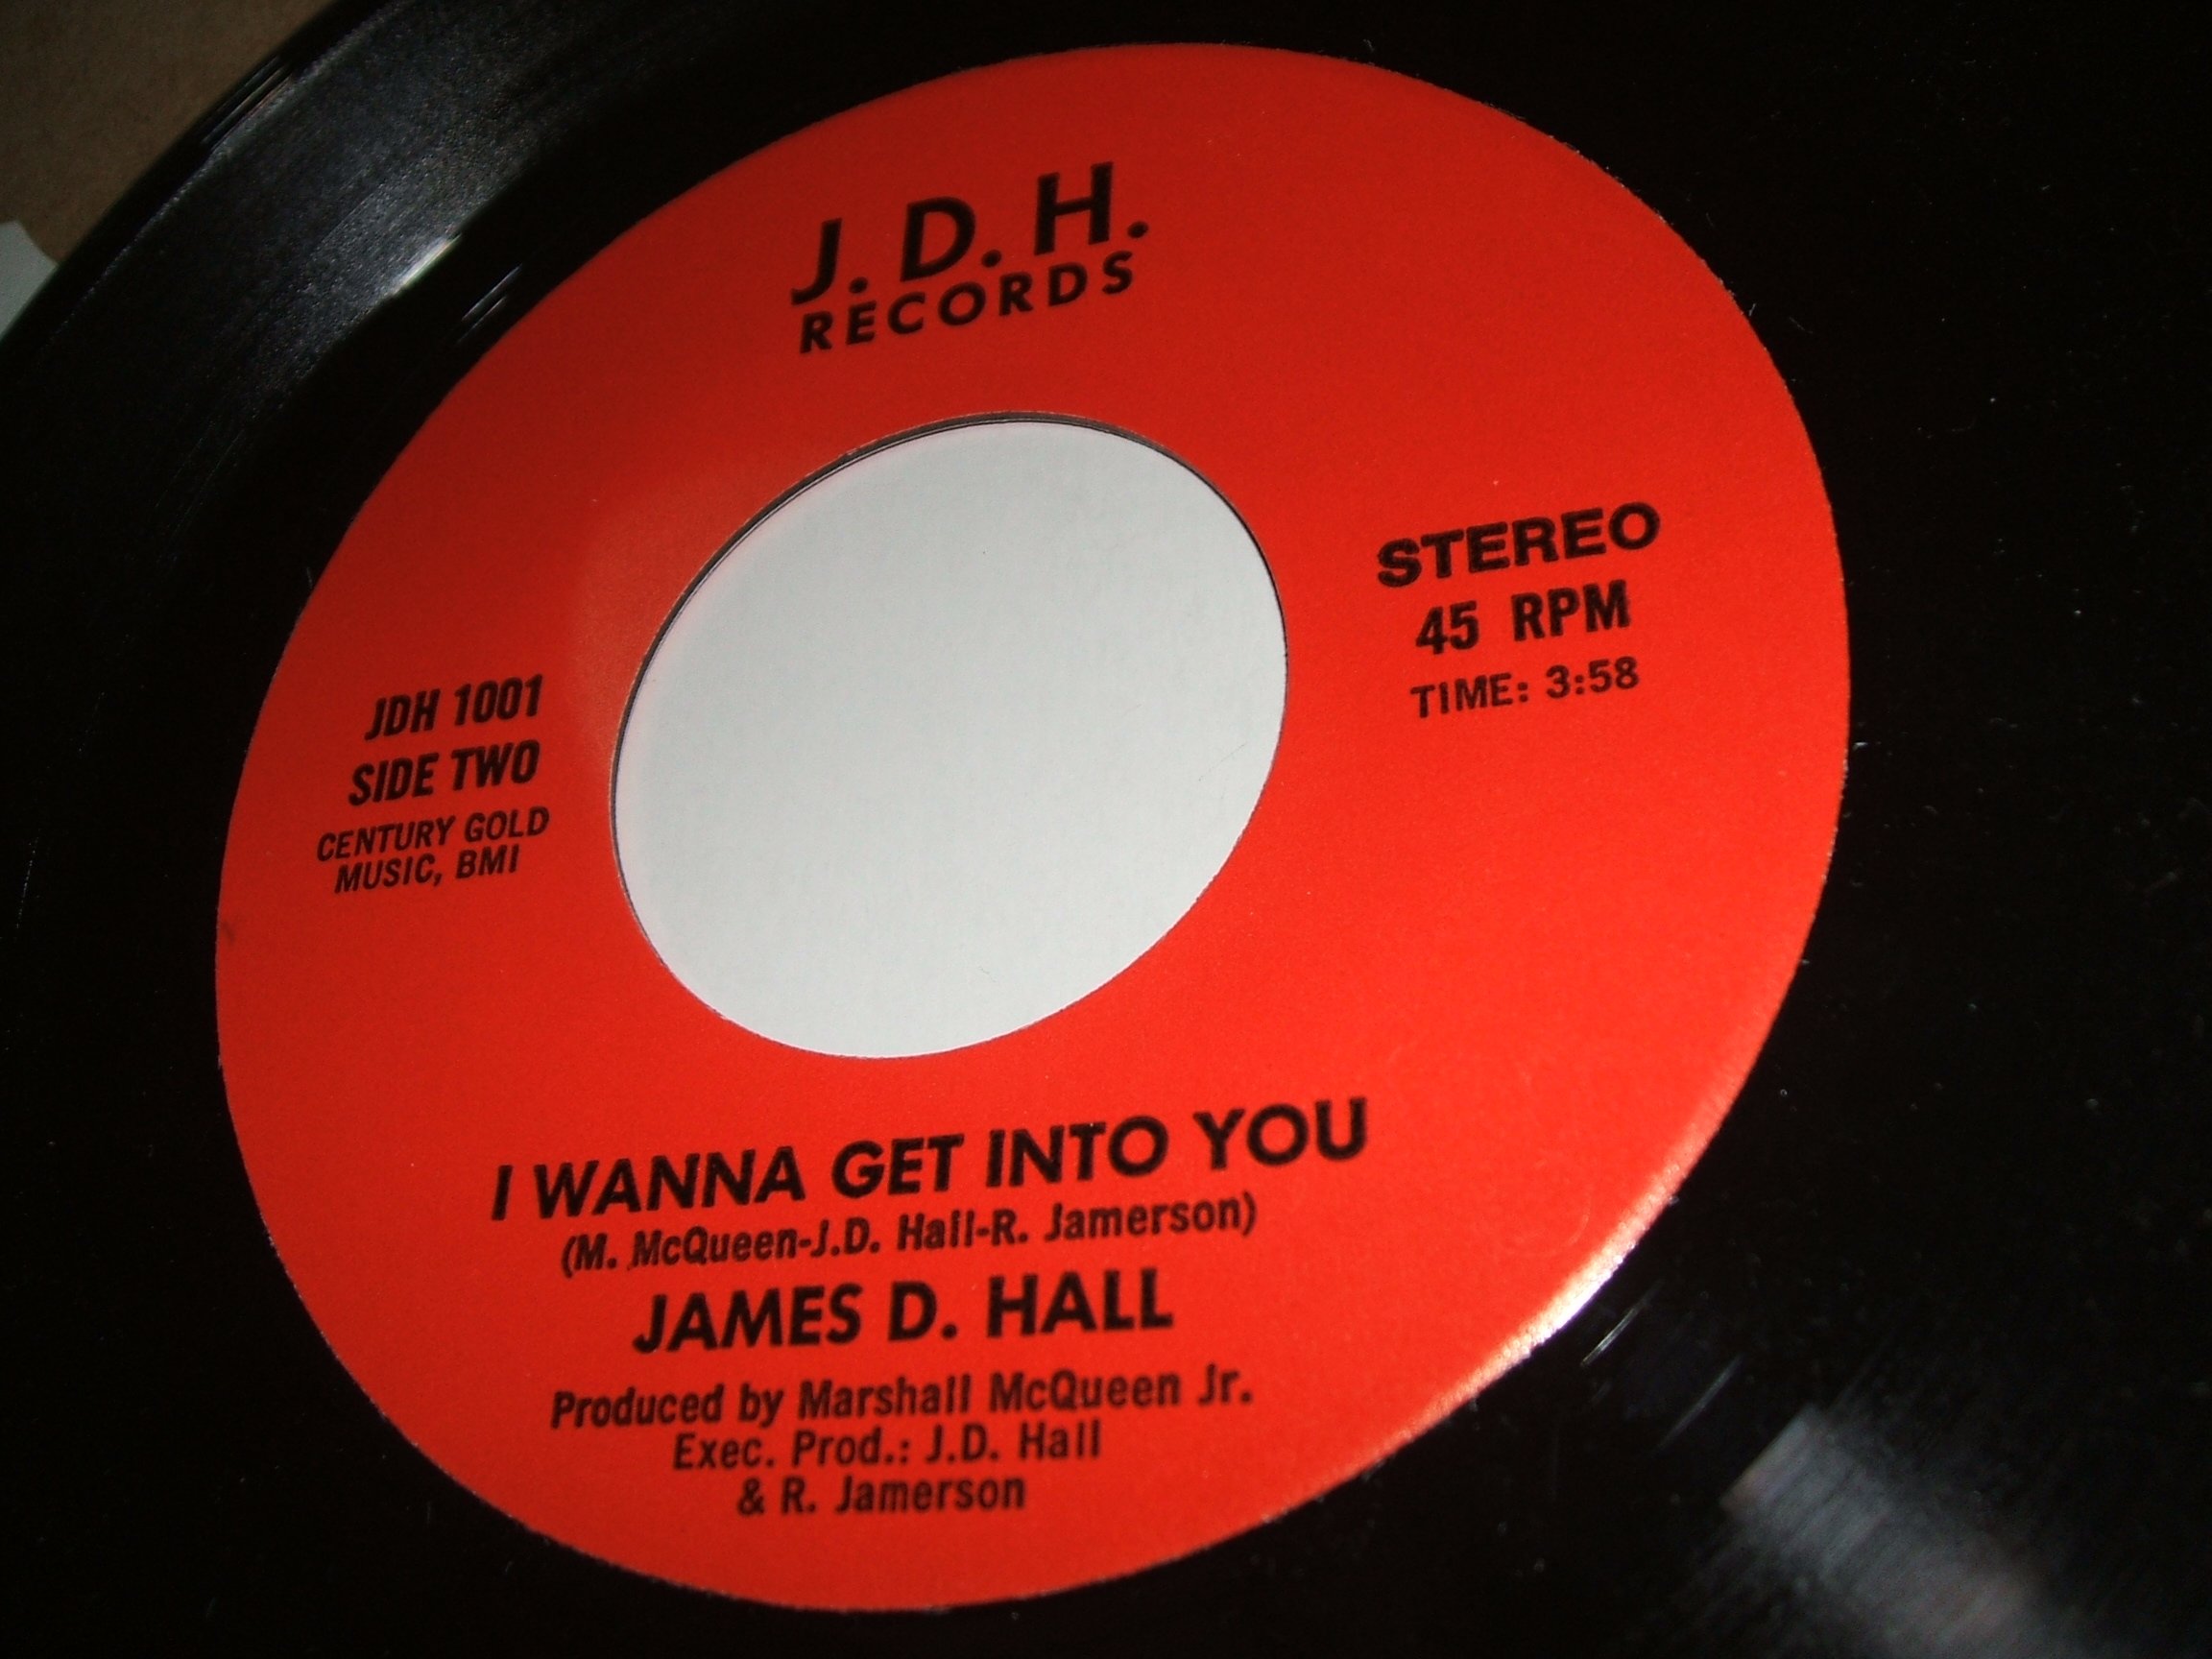 J. D. H.
RECORDS
STEREO
45 RPM
TIME: 3:58
JDH 1001
SIDE TWO
CENTURY GOLD
MUSIC, BMI
I WANNA GET INTO YOU
(M. McQueen-J.D. Hall-R. Jamerson)
JAMES D. HALL
Produced by Marshall McQueen Jr.
Exec. Prod.: J.D. Hall
& R. Jamerson